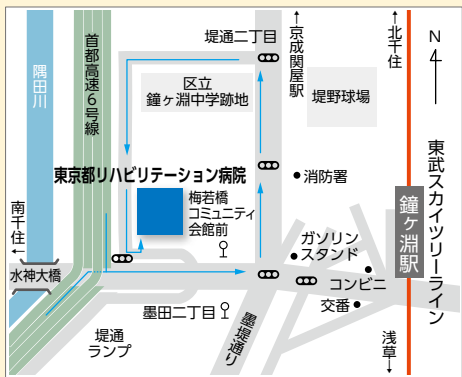 堤通二丁目
↑京成関屋駅
↑北千住
N
首都高速6号線
隅田川
区立
鐘ヶ淵中学跡地
堤野球場
東武スカイツリーライン
東京都リハビリテーション病院
消防署
梅若橋
コミュニティ
会館前
鐘ヶ淵駅
南千住
←
ガソリン
スタンド
水神大橋
コンビニ
墨田二丁目
交番
堤通
ランプ
墨堤通り
浅草→